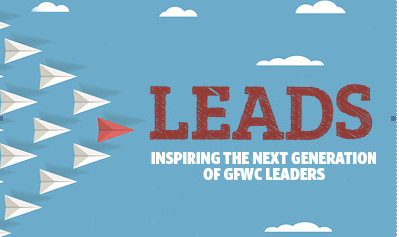 LEADS
INSPIRING THE NEXT GENERATION
OF GFWC LEADERS